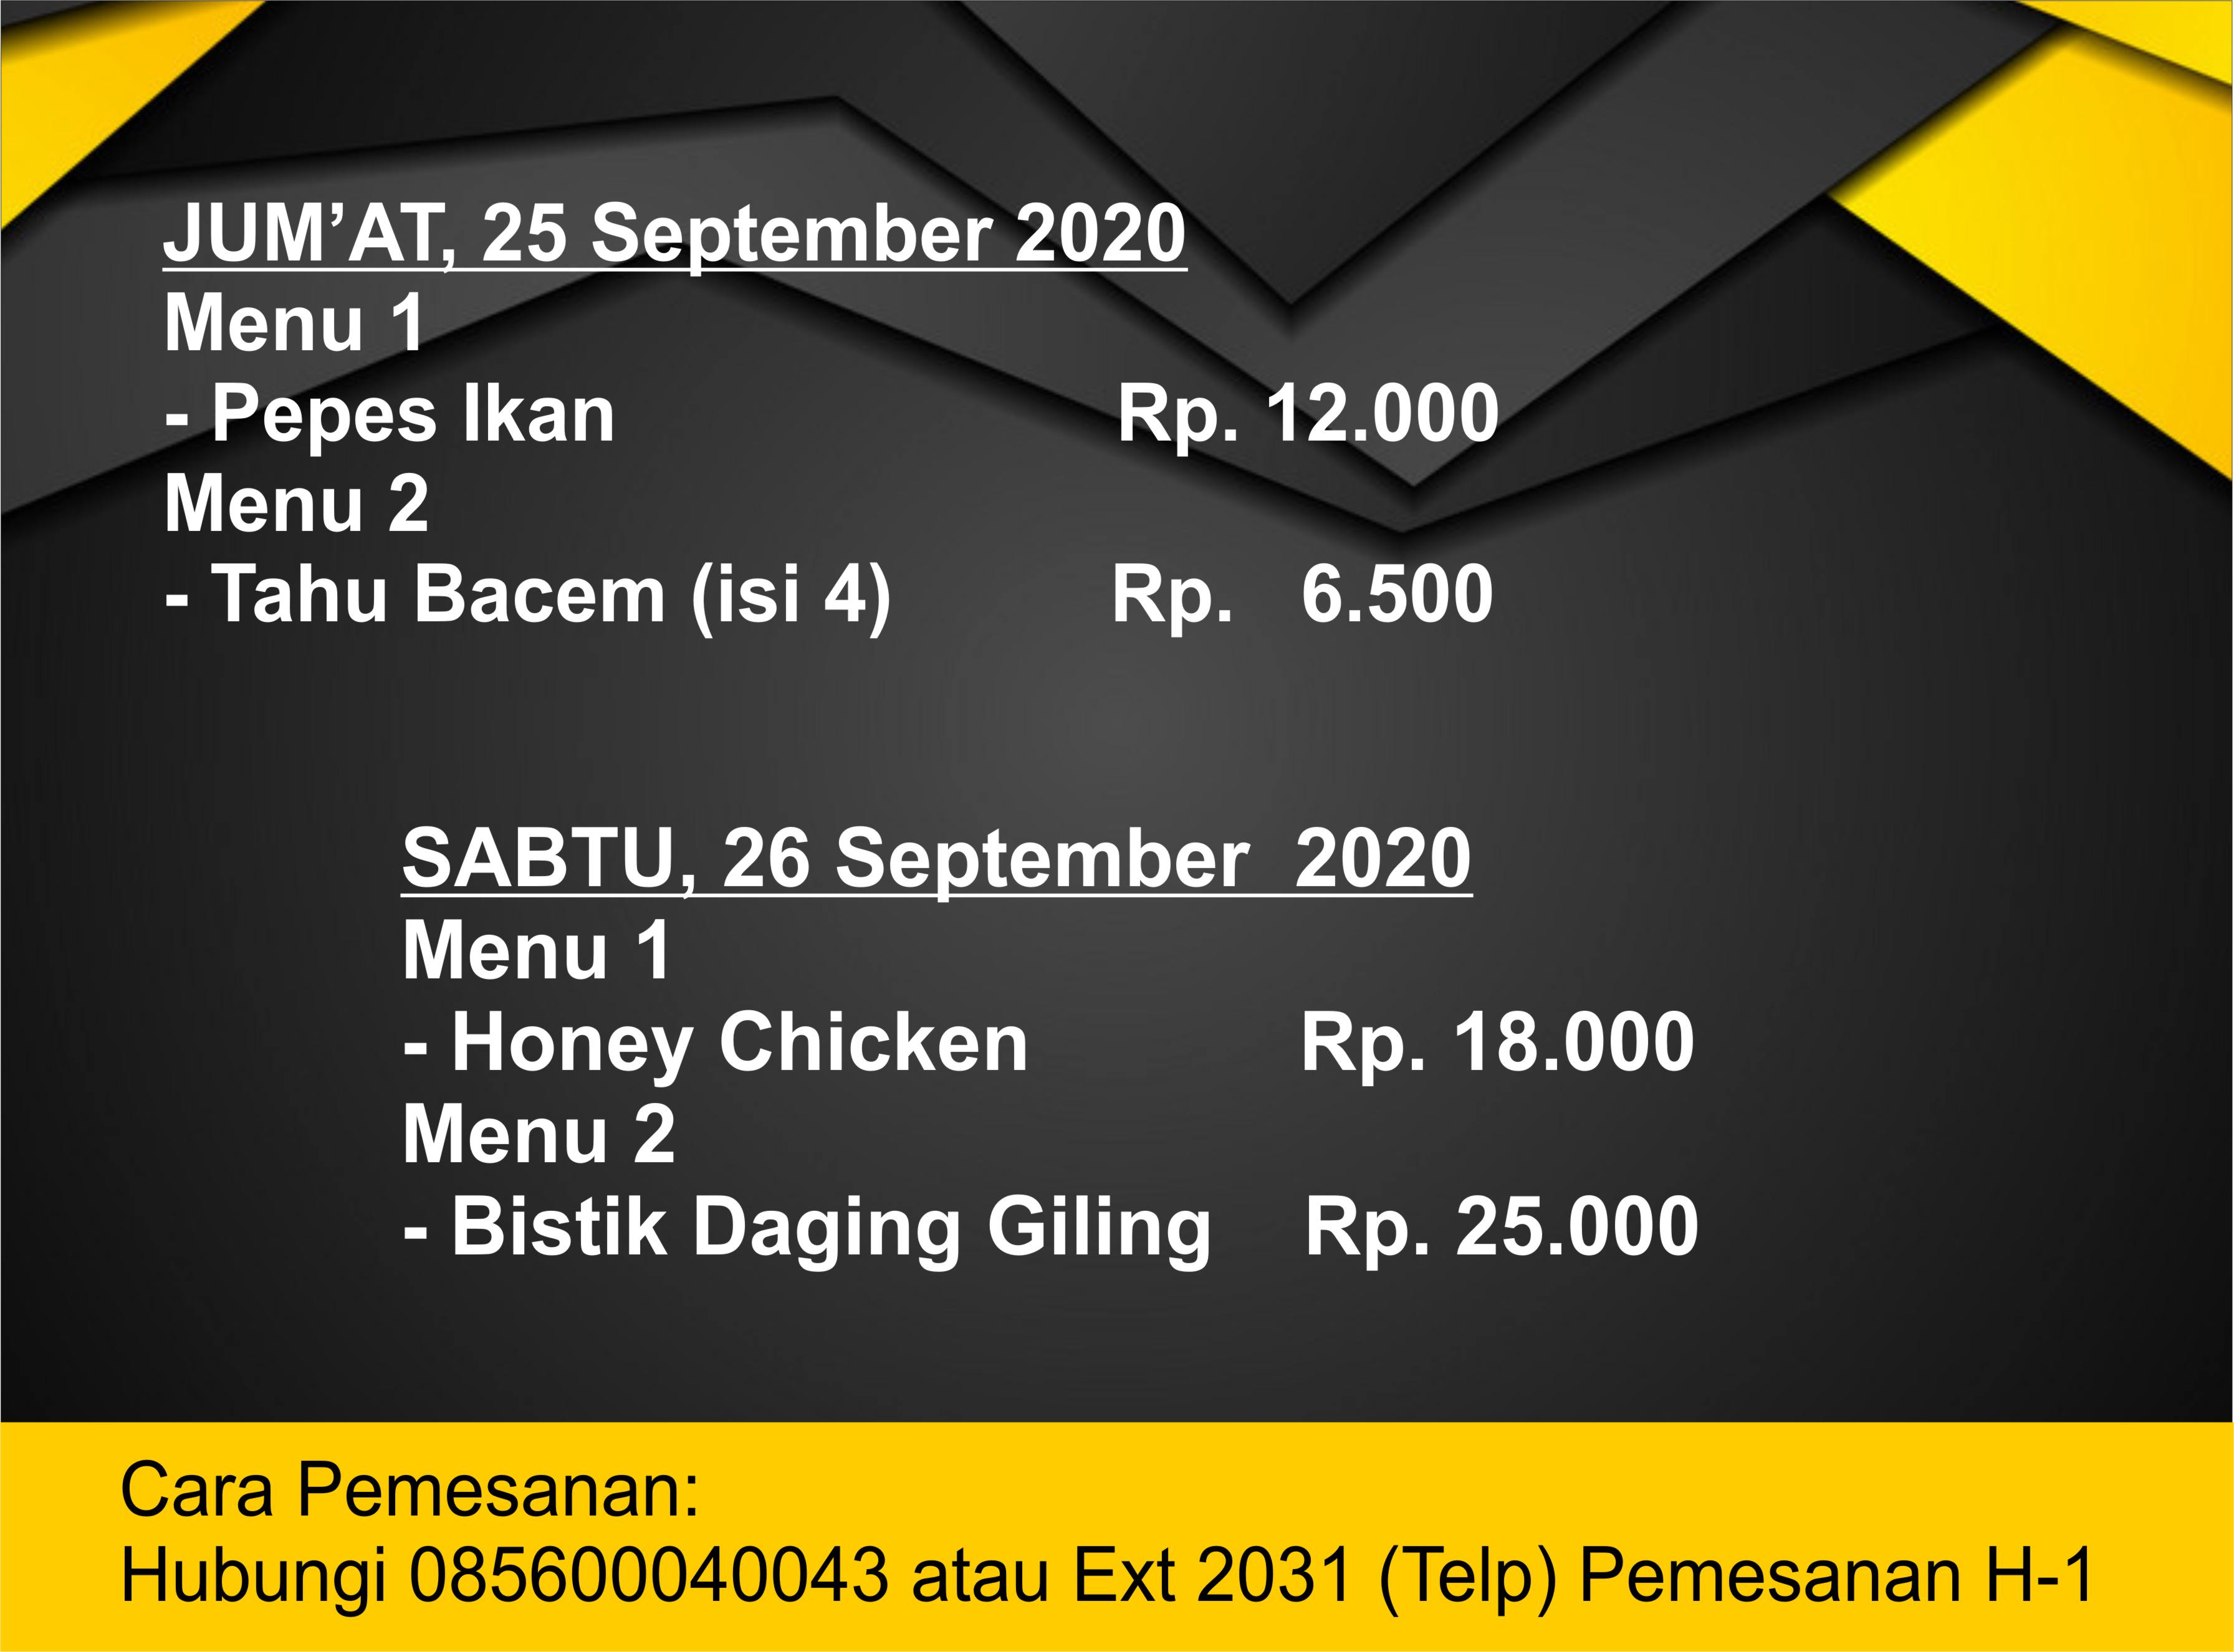 JUM’AT, 25 September 2020
Menu 1
- Pepes Ikan Rp. 12.000
Menu 2
- Tahu Bacem (isi 4) Rp. 6.500
SABTU, 26 September 2020
Menu 1
- Honey Chicken Rp. 18.000
Menu 2
- Bistik Daging Giling Rp. 25.000
Cara Pemesanan:
Hubungi 085600040043 atau Ext 2031 (Telp) Pemesanan H-1